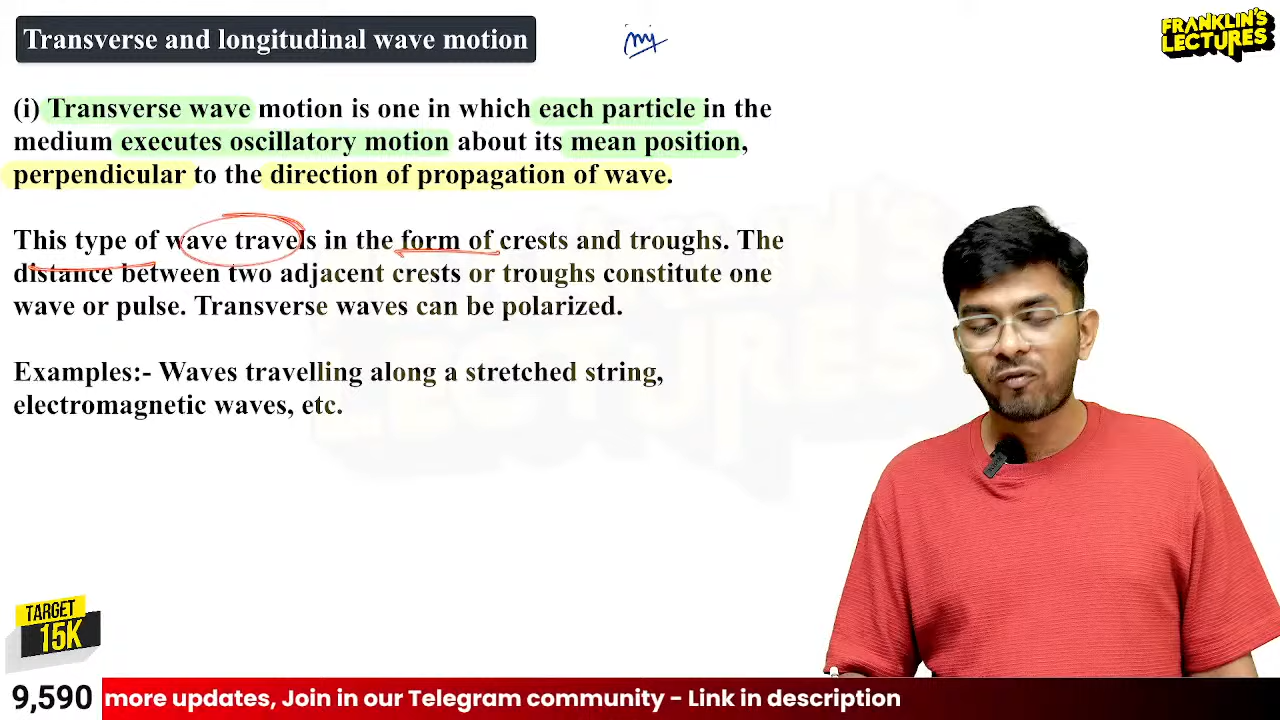 Transverse and longitudinal wave motion
FRANKLIN'S
LECTURES
(i) Transverse wave motion is one in which each particle in the
medium executes oscillatory motion about its mean position,
perpendicular to the direction of propagation of wave.
This type of wave travels in the form of crests and troughs. The
distance between two adjacent crests or troughs constitute one
wave or pulse. Transverse waves can be polarized.
Examples:- Waves travelling along a stretched string,
electromagnetic waves, etc.
TARGET
15K
9,590 more updates, Join in our Telegram community - Link in description